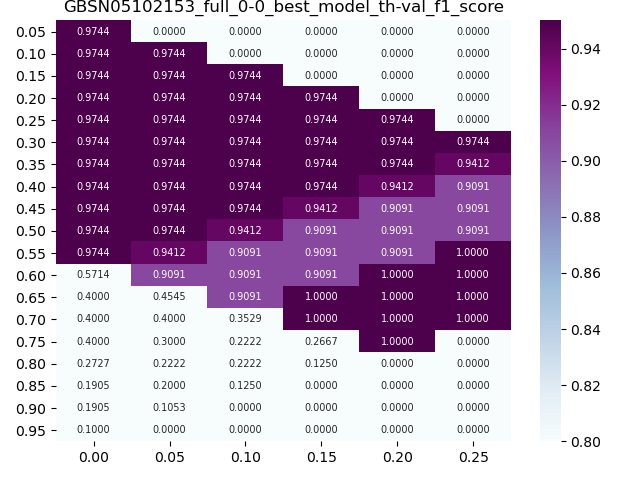 GBSN05102153_full_0-0_best_model_th-val_f1_score
0.05 0.9744 0.0000 0.0000 0.0000 0.0000 0.0000
0.10 0.9744 0.9744 0.0000 0.0000 0.0000 0.0000
0.15 0.9744 0.9744 0.9744 0.0000 0.0000 0.0000
0.20 0.9744 0.9744 0.9744 0.9744 0.0000 0.0000
0.25 0.9744 0.9744 0.9744 0.9744 0.9744 0.0000
0.30 0.9744 0.9744 0.9744 0.9744 0.9744 0.9744
0.35 0.9744 0.9744 0.9744 0.9744 0.9744 0.9412
0.40 0.9744 0.9744 0.9744 0.9744 0.9412 0.9091
0.45 0.9744 0.9744 0.9744 0.9412 0.9091 0.9091
0.50 0.9744 0.9744 0.9412 0.9091 0.9091 0.9091
0.55 0.9744 0.9412 0.9091 0.9091 0.9091 1.0000
0.60 0.5714 0.9091 0.9091 0.9091 1.0000 1.0000
0.65 0.4000 0.4545 0.9091 1.0000 1.0000 1.0000
0.70 0.4000 0.4000 0.3529 1.0000 1.0000 1.0000
0.75 0.4000 0.3000 0.2222 0.2667 1.0000 0.0000
0.80 0.2727 0.2222 0.2222 0.1250 0.0000 0.0000
0.85 0.1905 0.2000 0.1250 0.0000 0.0000 0.0000
0.90 0.1905 0.1053 0.0000 0.0000 0.0000 0.0000
0.95 0.1000 0.0000 0.0000 0.0000 0.0000 0.0000
0.00 0.05 0.10 0.15 0.20 0.25
0.94
0.92
0.90
0.88
0.86
0.84
0.82
0.80